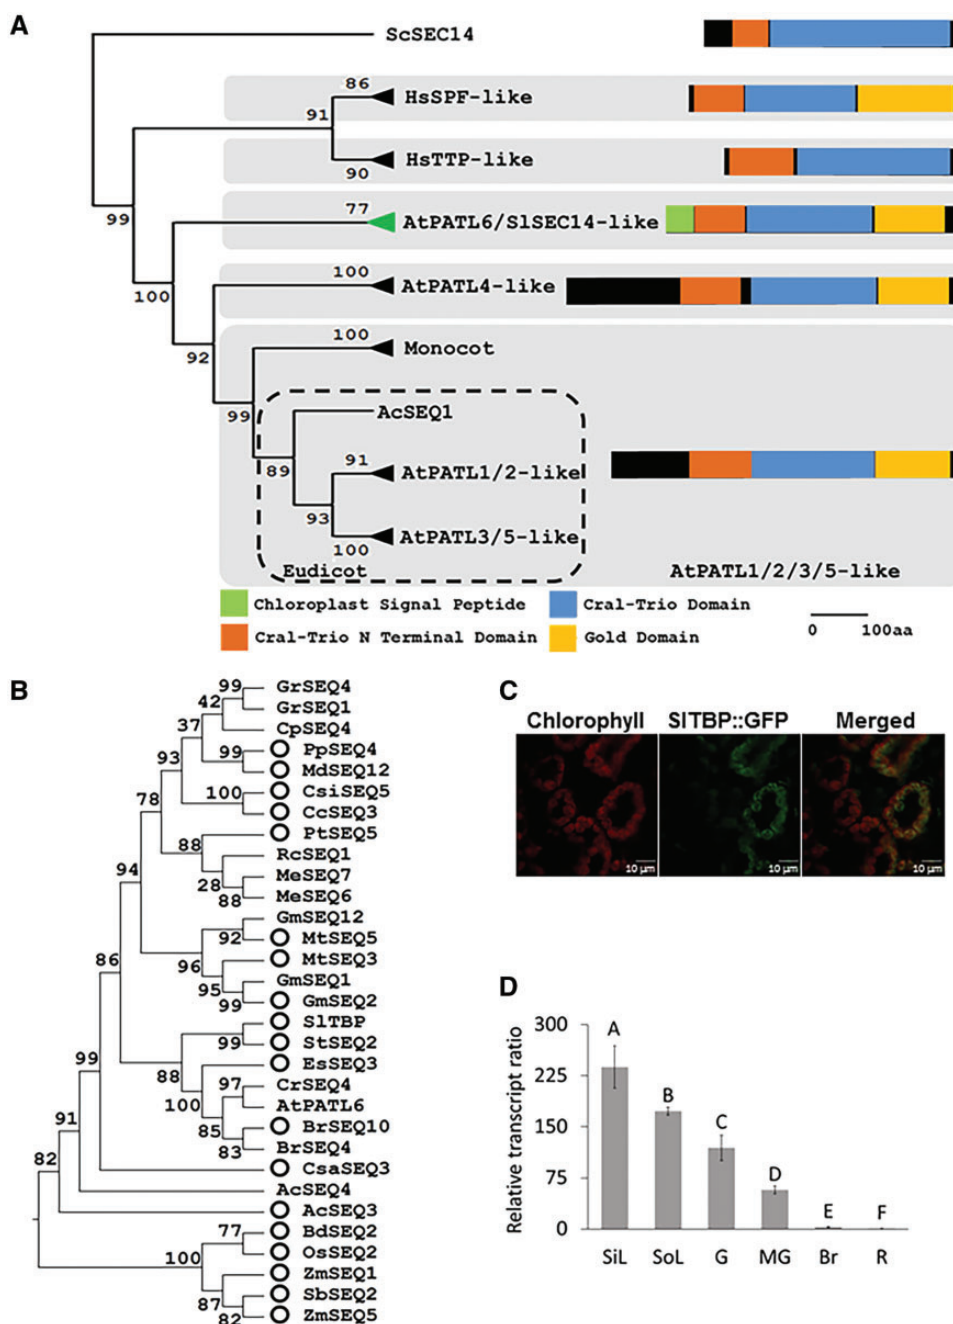 A
ScSEC14
86
HsSPF-like
91
HsTTP-like
90
99
77
AtPATL6/SlSEC14-like
100
100
AtPATL4-like
92
100
Monocot
99
AcSEQ1
89
91
AtPATL1/2-like
93
AtPATL3/5-like
100
Eudicot
AtPATL1/2/3/5-like
Chloroplast Signal Peptide
Cral-Trio Domain
Cral-Trio N Terminal Domain
Gold Domain
0 100aa
B
99 GrSEQ4
42 GrSEQ1
37 CpSEQ4
93 99 PpSEQ4
MdSEQ12
100 CsiSEQ5
78 CcSEQ3
88 PtSEQ5
RcSEQ1
94 28 MeSEQ7
88 MeSEQ6
GmSEQ12
92 MtSEQ5
86 96 MtSEQ3
95 GmSEQ1
99 GmSEQ2
SlTBP
99 StSEQ2
99 88 EsSEQ3
97 CrSEQ4
100 AtPATL6
85 BrSEQ10
91 83 BrSEQ4
82 CsaSEQ3
AcSEQ4
AcSEQ3
77 BdSEQ2
100 OsSEQ2
ZmSEQ1
87 SbSEQ2
82 ZmSEQ5
C
Chlorophyll SlTBP::GFP Merged
10 µm 10 µm 10 µm
D
Relative transcript ratio
300
225
150
75
0
A
B
C
D
E
F
SiL SoL G MG Br R